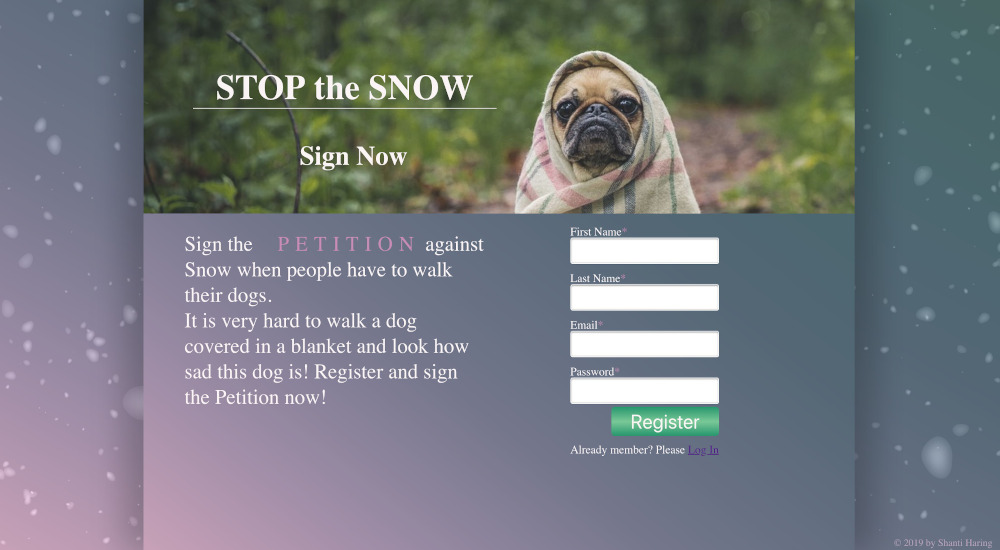 STOP the SNOW
Sign Now
Sign the PETITION against
Snow when people have to walk
their dogs.
It is very hard to walk a dog
covered in a blanket and look how
sad this dog is! Register and sign
the Petition now!
First Name*
Last Name*
Email*
Password*
Register
Already member? Please Log In
© 2019 by Shanti Haring